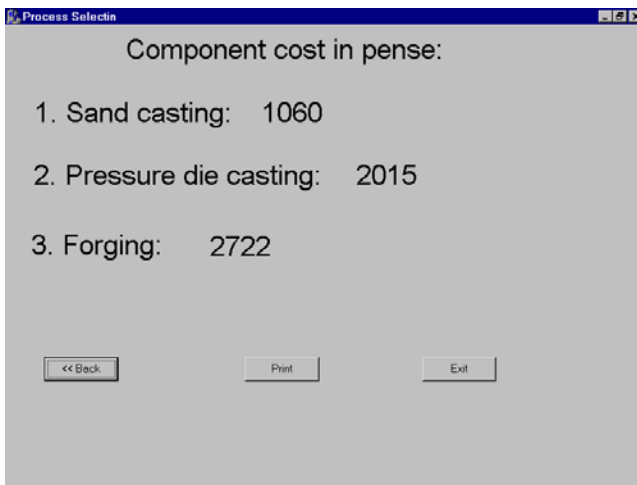 Process Selectin
Component cost in pense:
1. Sand casting: 1060
2. Pressure die casting: 2015
3. Forging: 2722
<< Back Print Exit